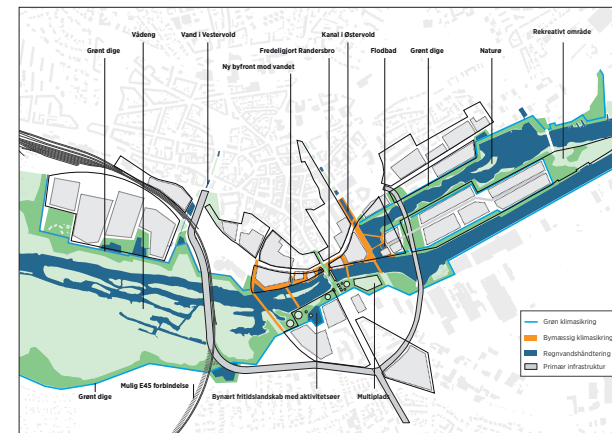 Rekreativt område
Vådeng
Vand i Vestervold
Kanal i Østervold
Grønt dige
Fredeligjort Randersbro
Flodbad
Grønt dige
Naturø
Ny byfront mod vandet
Grøn klimasikring
Bymæssig klimasikring
Regnvandshåndtering
Primær infrastruktur
Mulig E45 forbindelse
Grønt dige
Bynært fritidslandskab med aktivitetsøer
Multiplads